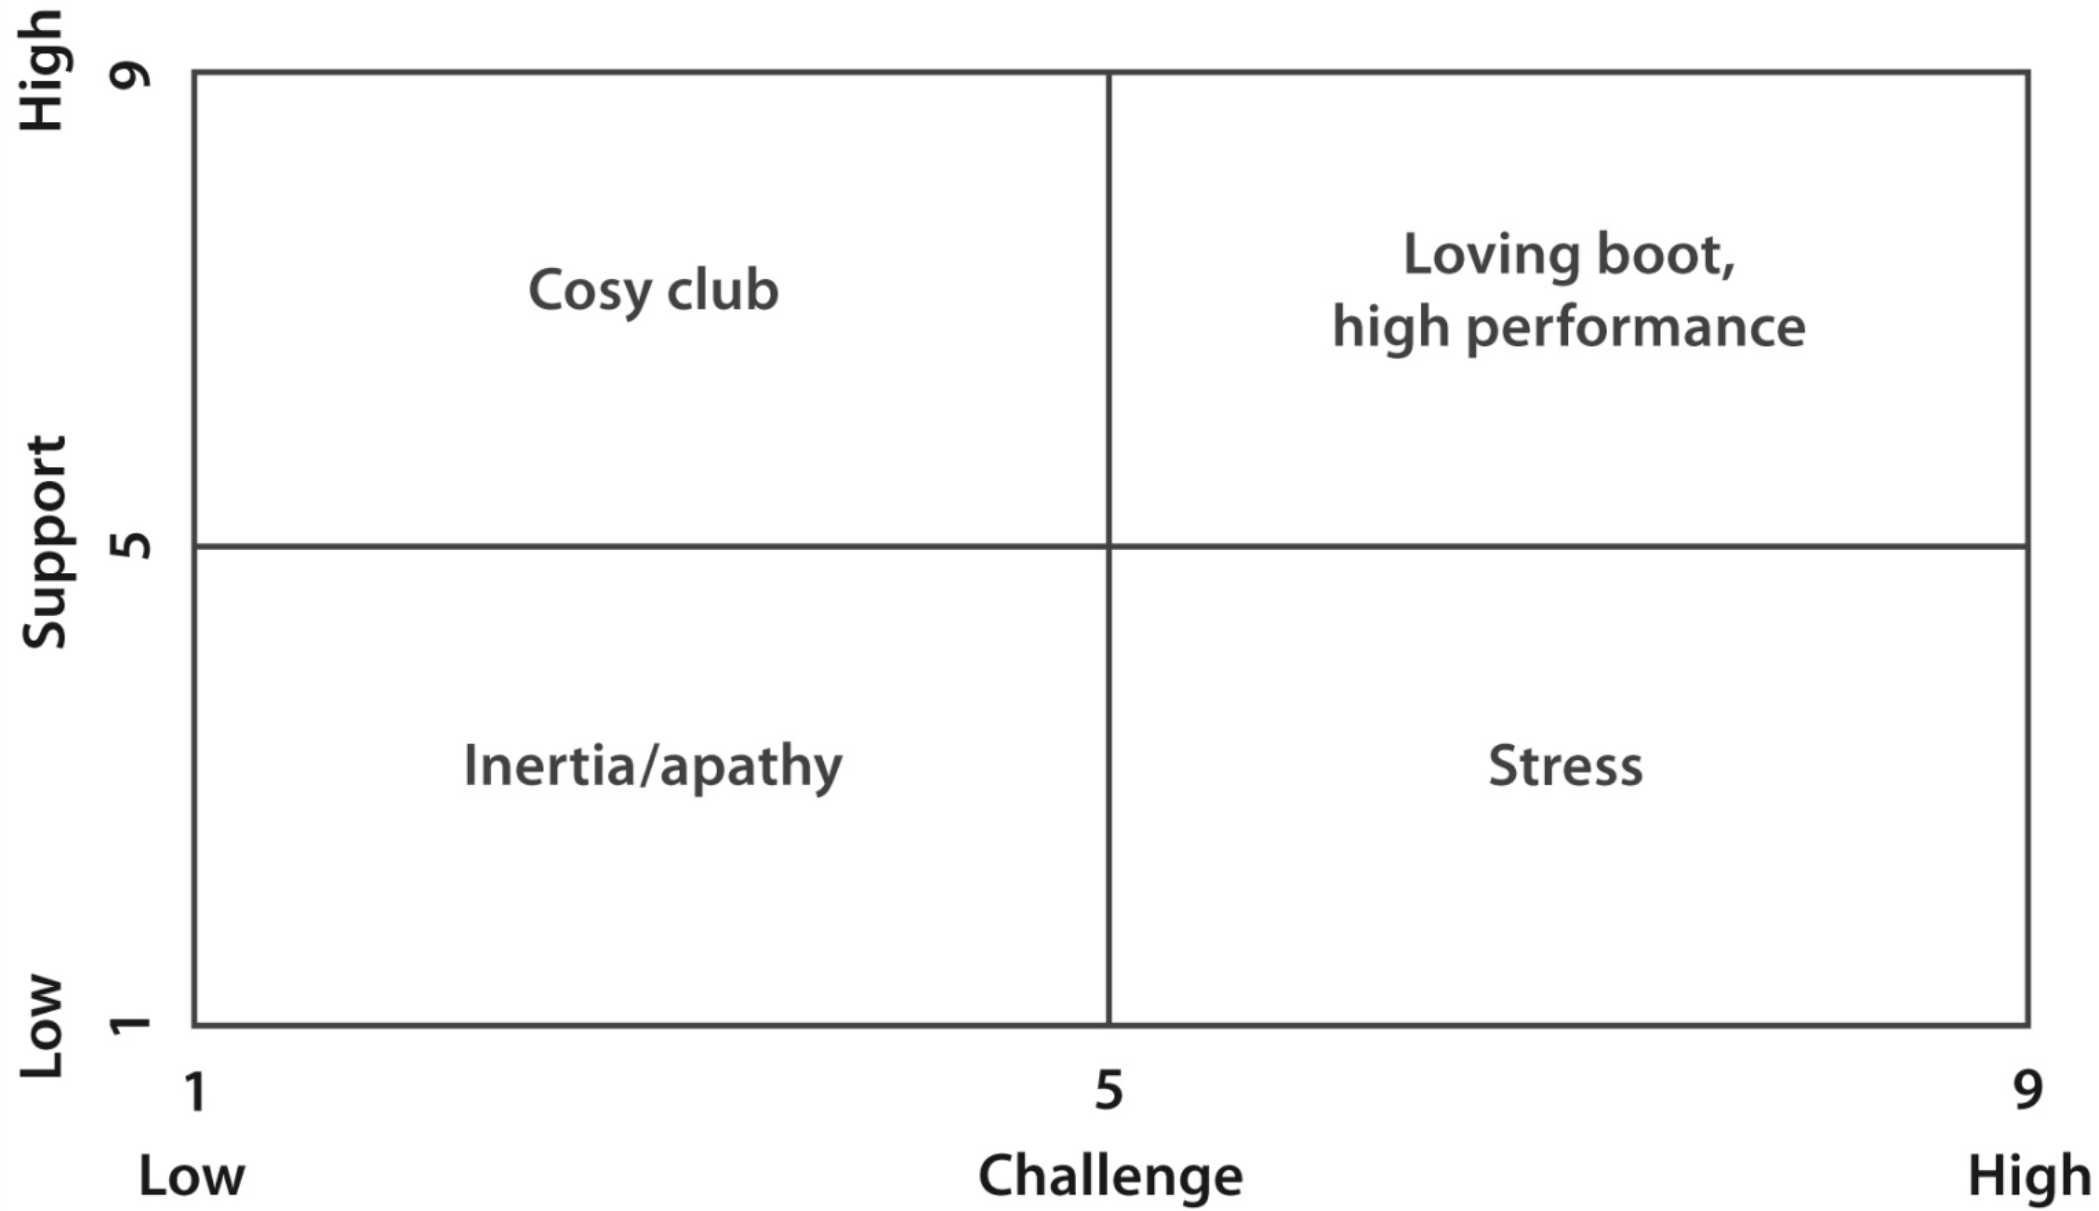 High
9
Cosy club
Loving boot,
high performance
Support
5
Inertia/apathy
Stress
Low
1
1
5
9
Low
Challenge
High